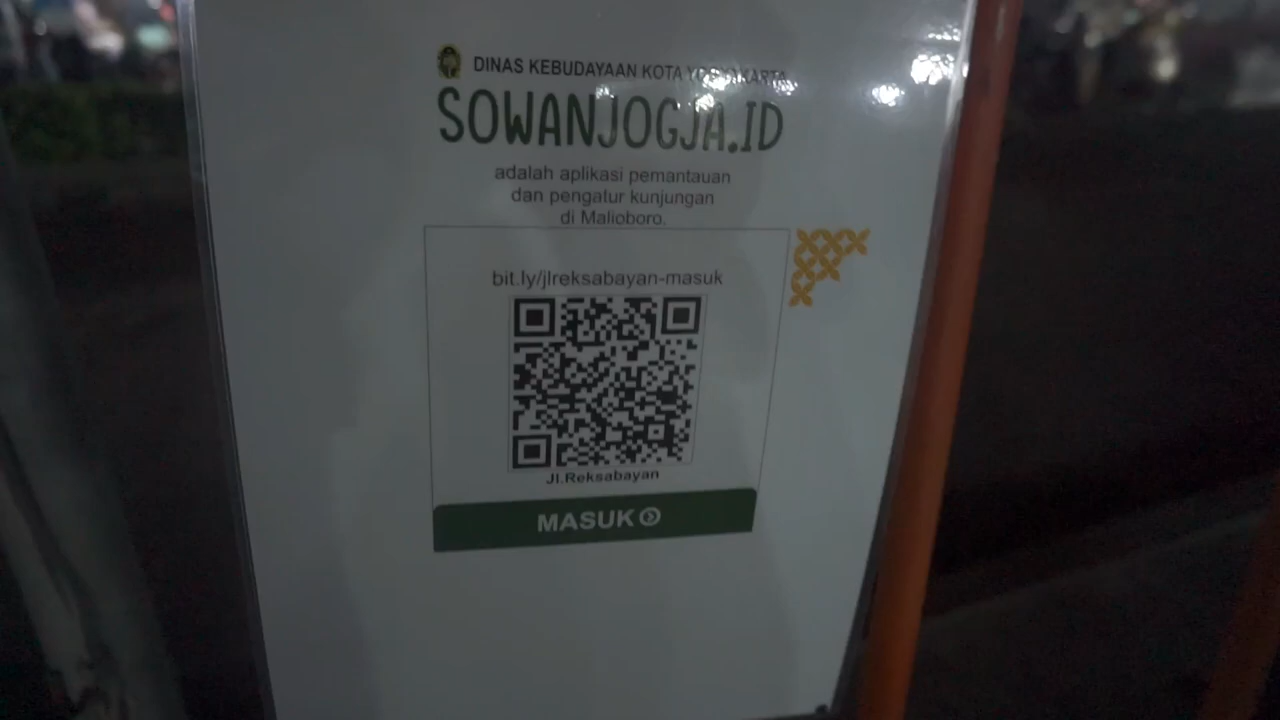 DINAS KEBUDAYAAN KOTA YOGYAKARTA
SOWANJOGJA.ID
adalah aplikasi pemantauan
dan pengatur kunjungan
di Malioboro.
bit.ly/jlreksabayan-masuk
Jl.Reksabayan
MASUK